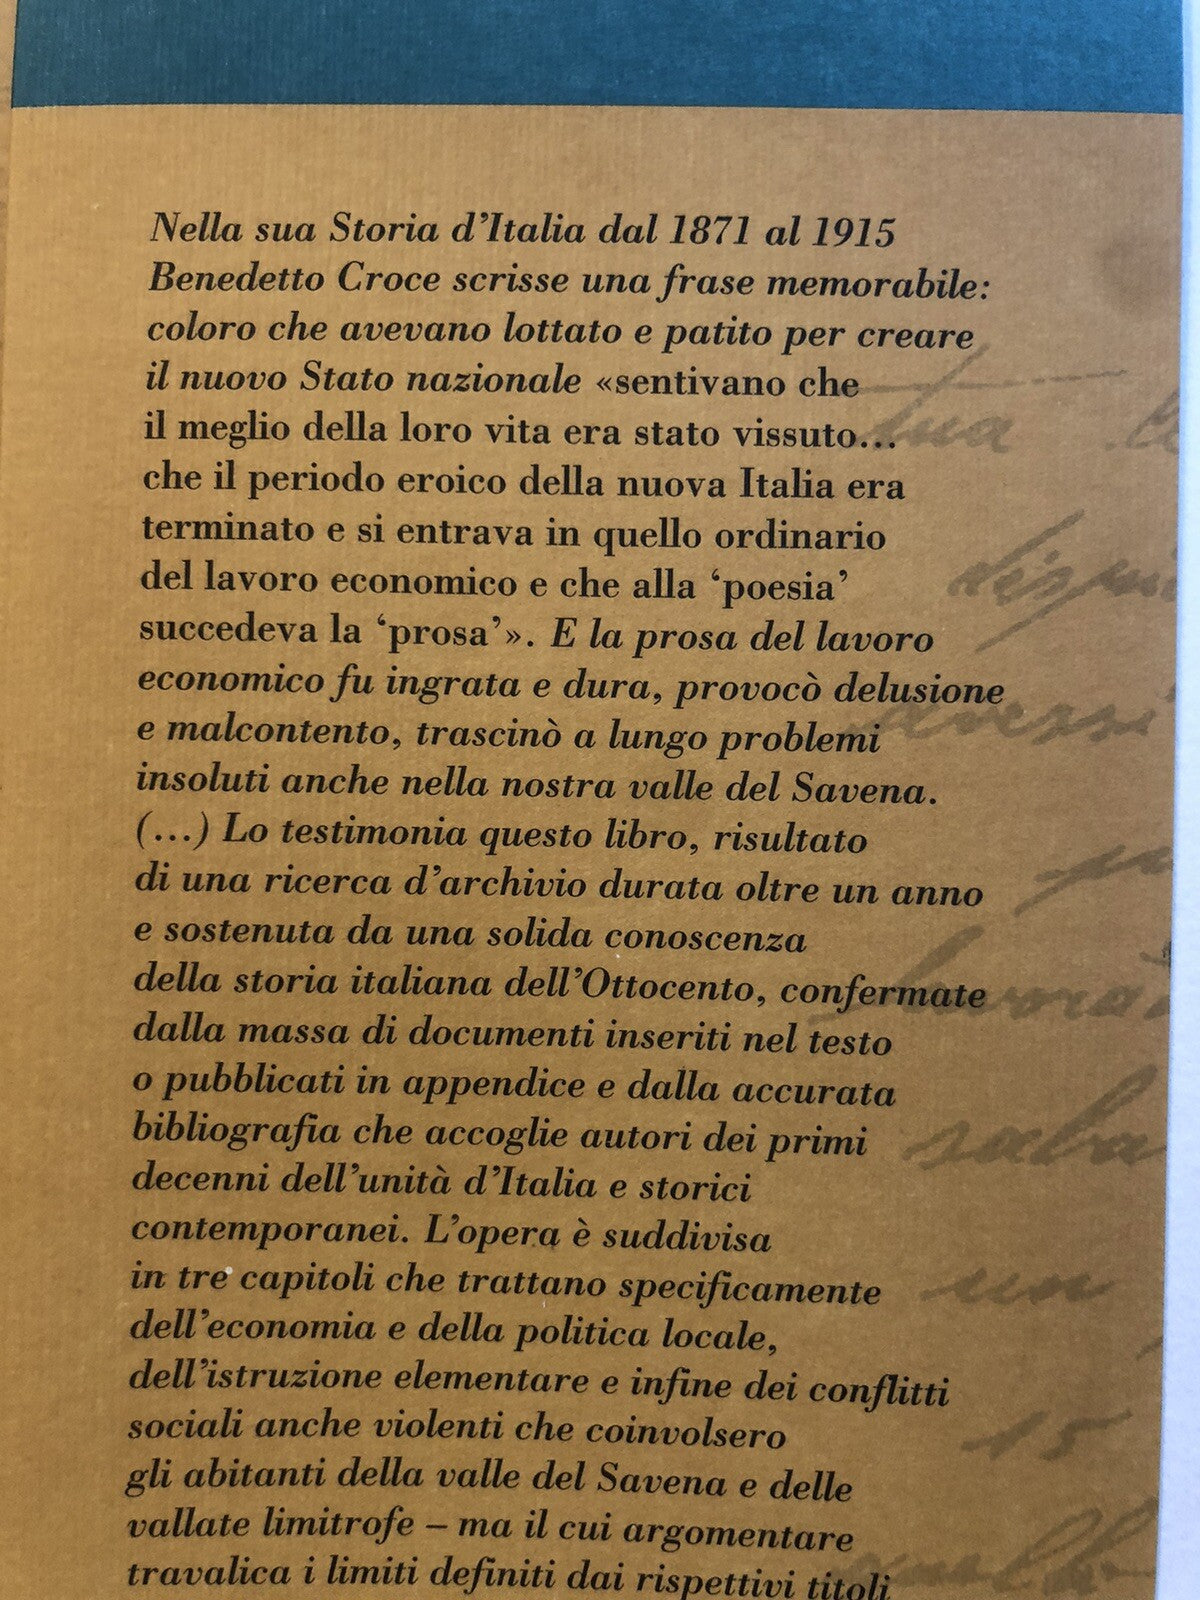 Nella sua Storia d'Italia dal 1871 al 1915
Benedetto Croce scrisse una frase memorabile:
coloro che avevano lottato e patito per creare
il nuovo Stato nazionale «sentivano che
il meglio della loro vita era stato vissuto...
che il periodo eroico della nuova Italia era
terminato e si entrava in quello ordinario
del lavoro economico e che alla ‘poesia’
succedeva la ‘prosa’». E la prosa del lavoro
economico fu ingrata e dura, provocò delusione
e malcontento, trascinò a lungo problemi
insoluti anche nella nostra valle del Savena.
(...) Lo testimonia questo libro, risultato
di una ricerca d'archivio durata oltre un anno
e sostenuta da una solida conoscenza
della storia italiana dell'Ottocento, confermate
dalla massa di documenti inseriti nel testo
o pubblicati in appendice e dalla accurata
bibliografia che accoglie autori dei primi
decenni dell'unità d'Italia e storici
contemporanei. L'opera è suddivisa
in tre capitoli che trattano specificamente
dell'economia e della politica locale,
dell'istruzione elementare e infine dei conflitti
sociali anche violenti che coinvolsero
gli abitanti della valle del Savena e delle
vallate limitrofe – ma il cui argomentare
travalica i limiti definiti dai rispettivi titoli
un
15